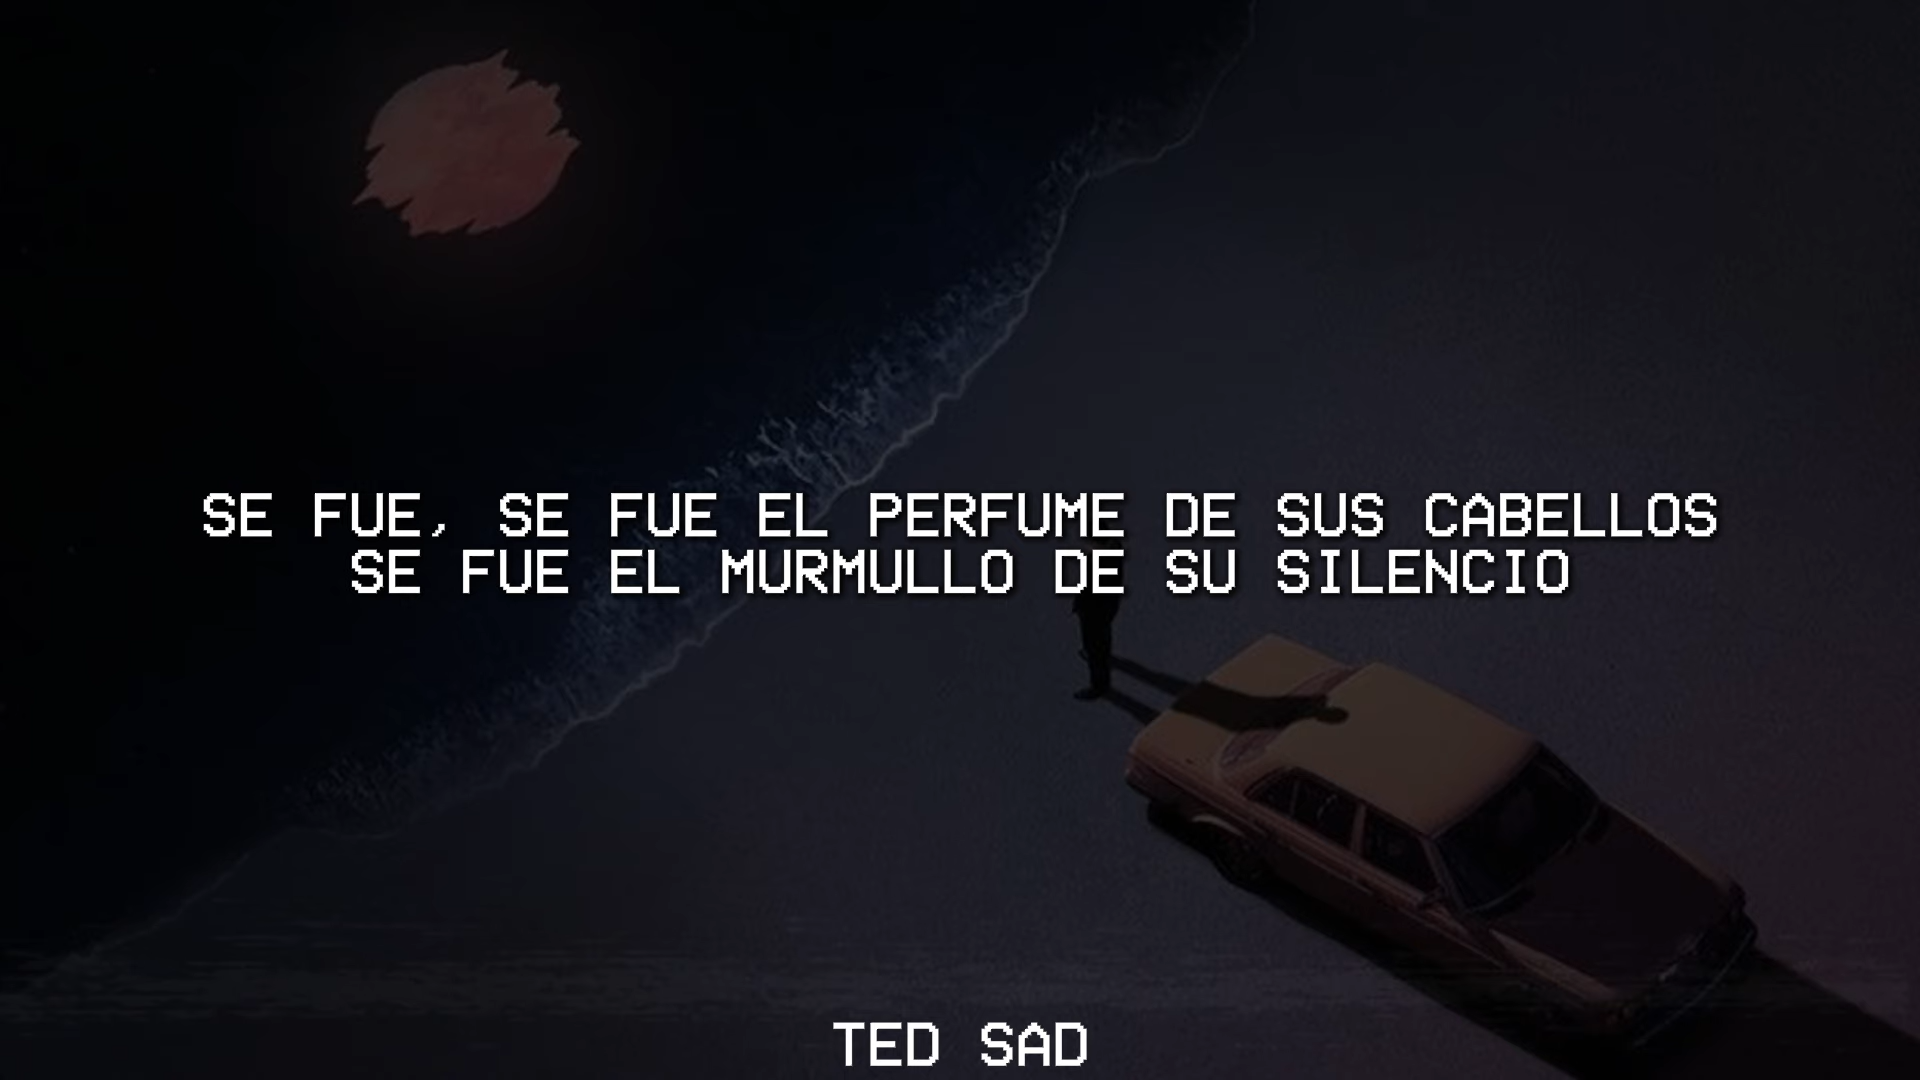 SE FUE, SE FUE EL PERFUME DE SUS CABELLOS
SE FUE EL MURMULLO DE SU SILENCIO
TED SAD